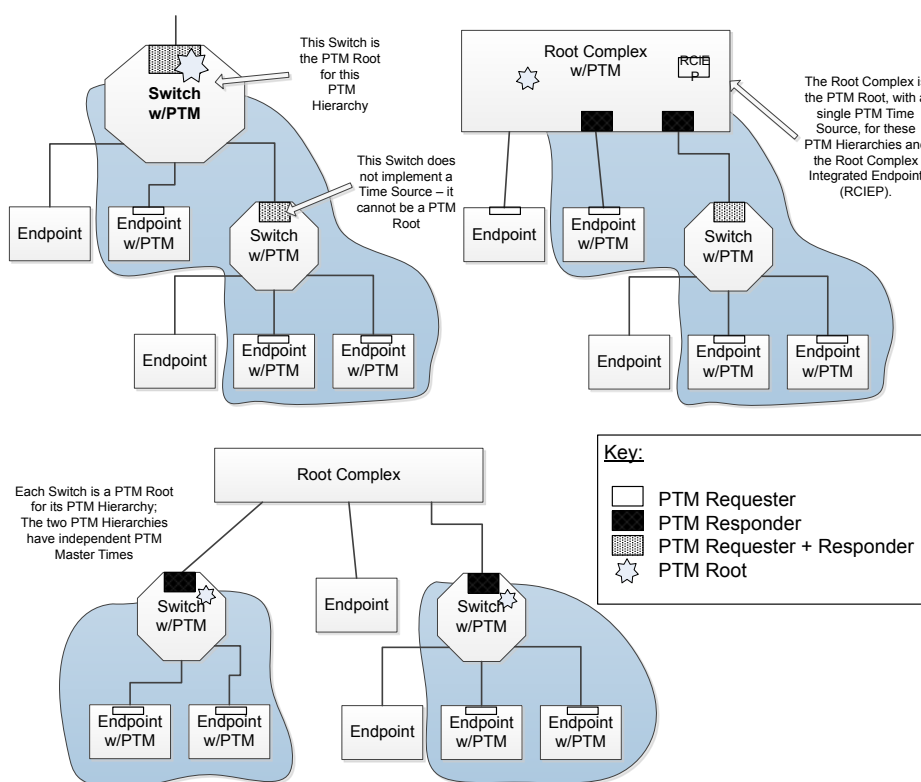 This Switch is
the PTM Root
for this
PTM
Hierarchy
Switch
w/PTM
This Switch does
not implement a
Time Source – it
cannot be a PTM
Root
Endpoint
Endpoint
w/PTM
Switch
w/PTM
Endpoint
Endpoint
w/PTM
Endpoint
w/PTM
Root Complex
w/PTM
RCIE
P
The Root Complex is
the PTM Root, with a
single PTM Time
Source, for these
PTM Hierarchies and
the Root Complex
Integrated Endpoint
(RCIEP).
Endpoint
Endpoint
w/PTM
Switch
w/PTM
Endpoint
Endpoint
w/PTM
Endpoint
w/PTM
Root Complex
Each Switch is a PTM Root
for its PTM Hierarchy;
The two PTM Hierarchies
have independent PTM
Master Times
Switch
w/PTM
Endpoint
Switch
w/PTM
Endpoint
w/PTM
Endpoint
w/PTM
Endpoint
Endpoint
w/PTM
Endpoint
w/PTM
Key:
PTM Requester
PTM Responder
PTM Requester + Responder
PTM Root